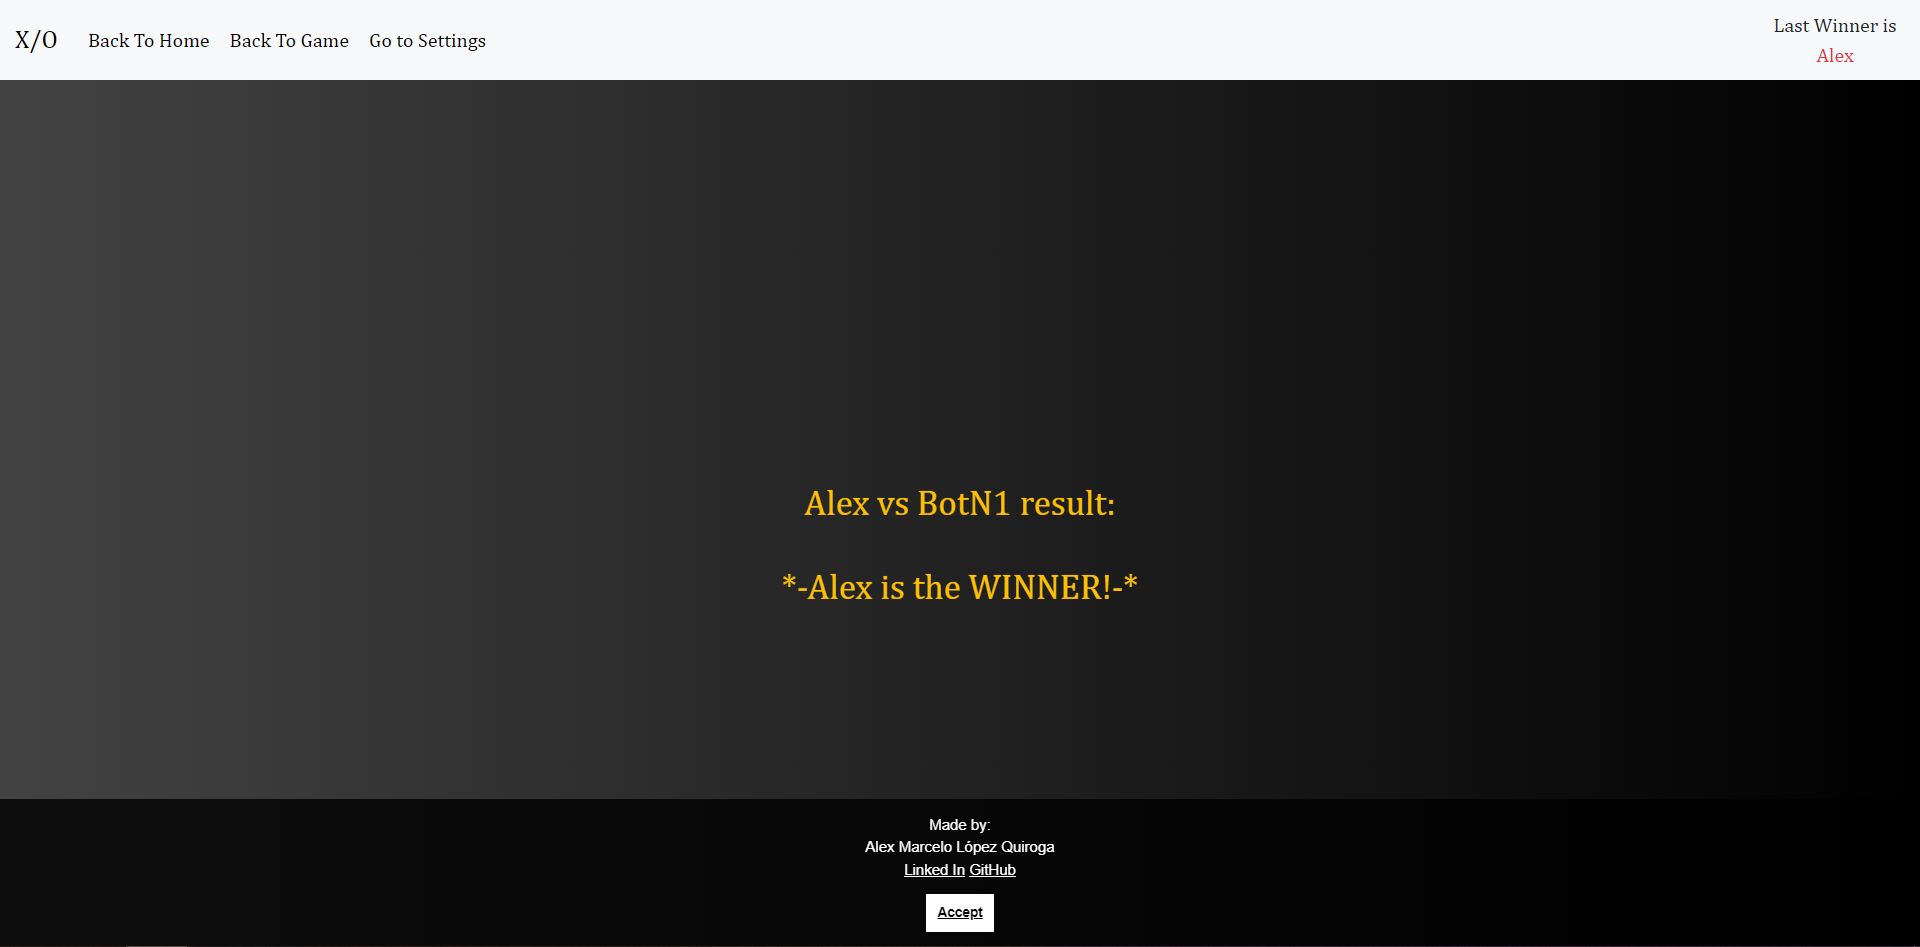 X/O Back To Home Back To Game Go to Settings
Last Winner is
Alex
Alex vs BotN1 result:
*-Alex is the WINNER!-*
Made by:
Alex Marcelo López Quiroga
Linked In GitHub
Accept